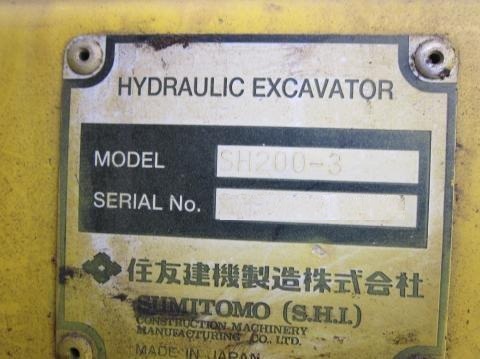 HYDRAULIC EXCAVATOR
MODEL SH200-3
SERIAL No.
住友建機製造株式会社
SUMITOMO (S.H.I.)
CONSTRUCTION MACHINERY
MANUFACTURING CO., LTD.
MADE IN JAPAN